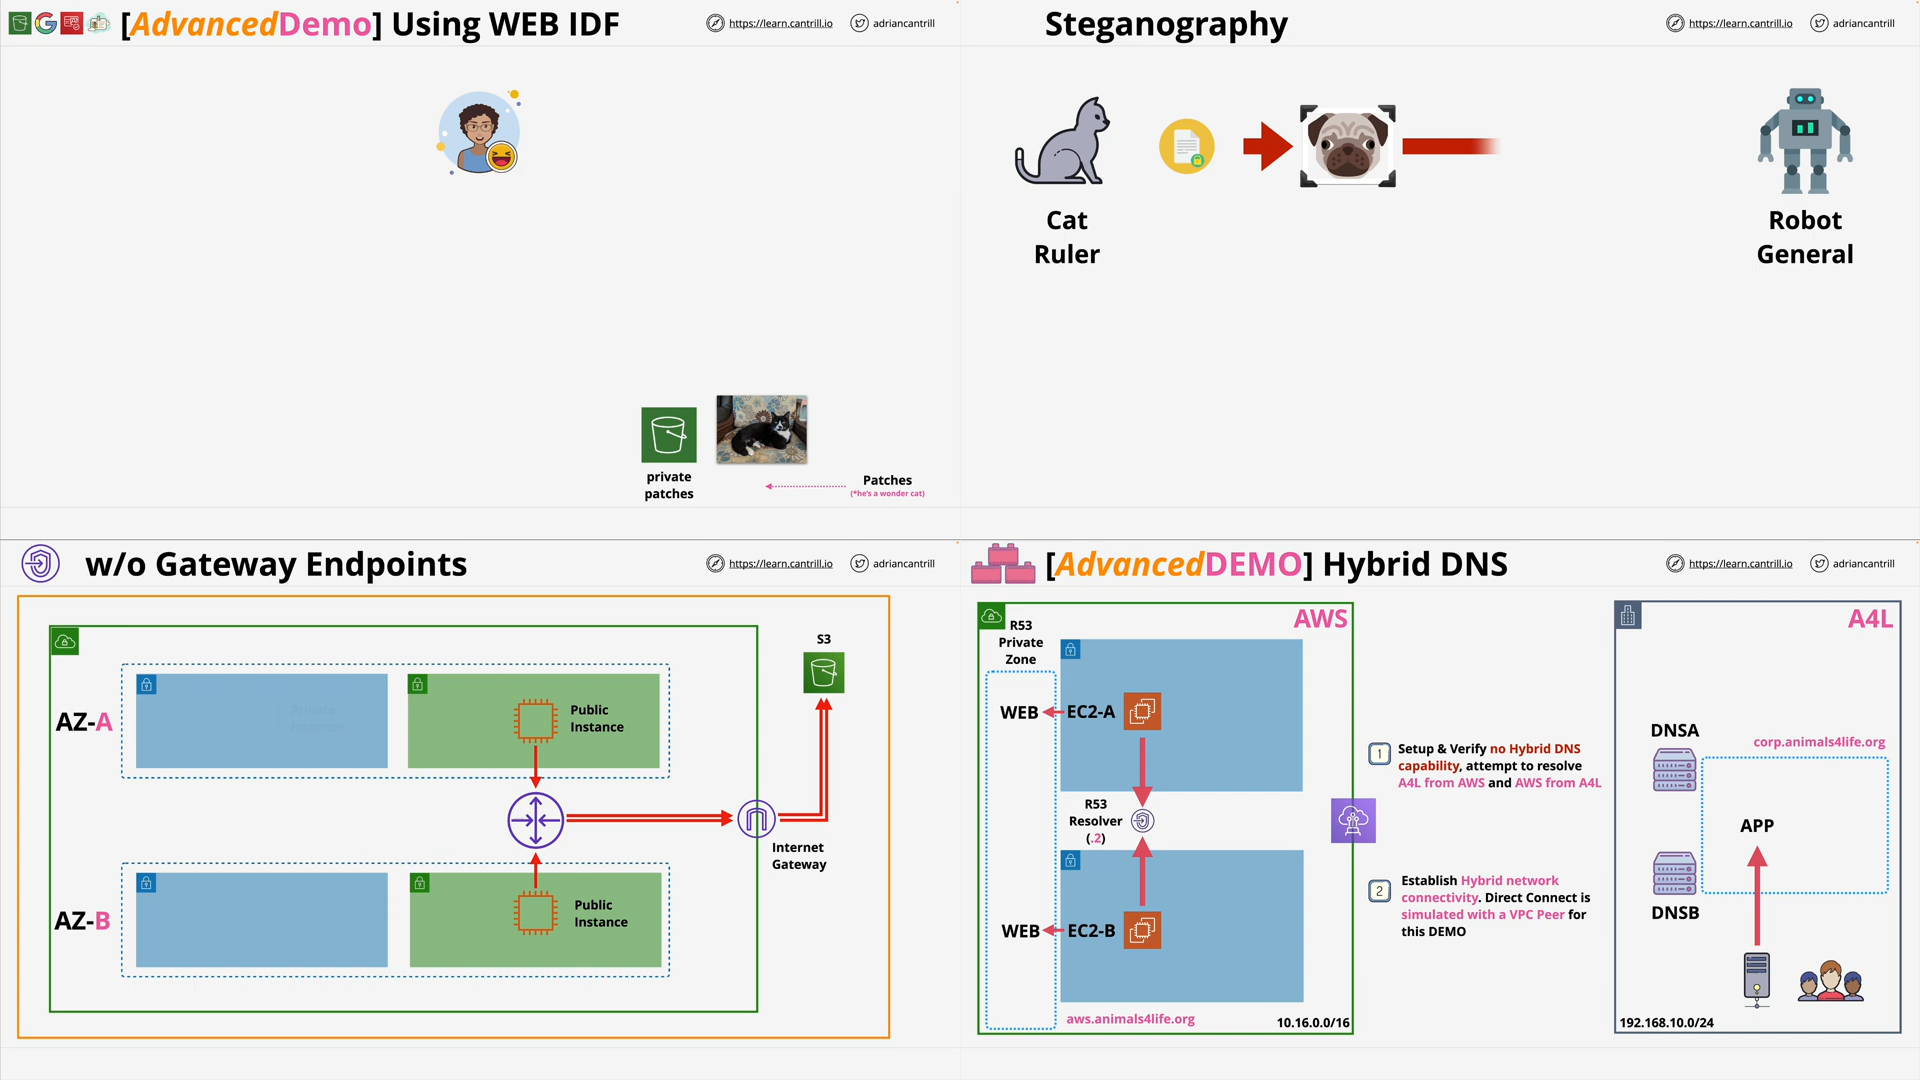 [AdvancedDemo] Using WEB IDF
https://learn.cantrill.io
adriancantrill
private
patches
Patches
(*he's a wonder cat)
Steganography
https://learn.cantrill.io
adriancantrill
Cat
Ruler
Robot
General
w/o Gateway Endpoints
https://learn.cantrill.io
adriancantrill
S3
AZ-A
Private
Instance
Public
Instance
Internet
Gateway
AZ-B
Public
Instance
[AdvancedDEMO] Hybrid DNS
https://learn.cantrill.io
adriancantrill
AWS
R53
Private
Zone
WEB
EC2-A
R53
Resolver
(.2)
WEB
EC2-B
aws.animals4life.org
10.16.0.0/16
1
Setup & Verify no Hybrid DNS
capability, attempt to resolve
A4L from AWS and AWS from A4L
2
Establish Hybrid network
connectivity. Direct Connect is
simulated with a VPC Peer for
this DEMO
A4L
DNSA
corp.animals4life.org
APP
DNSB
192.168.10.0/24